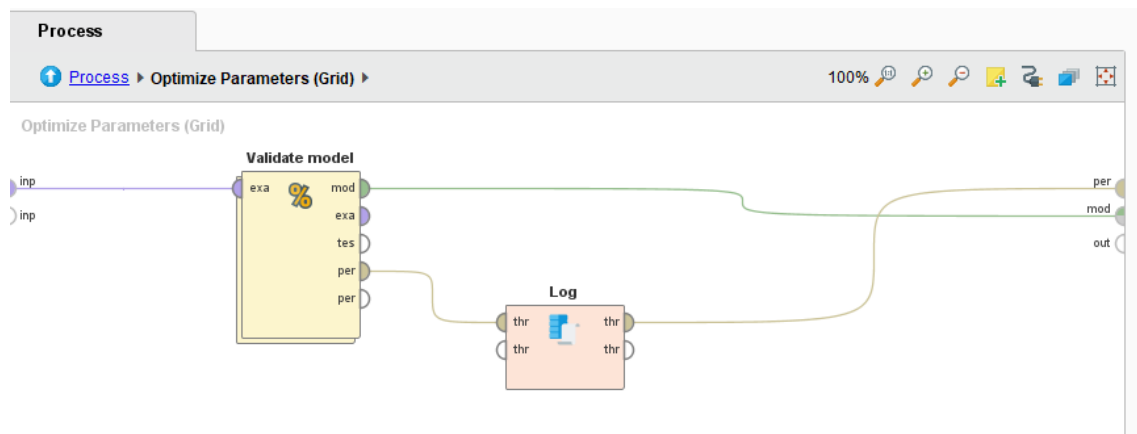 Process
Process ▸ Optimize Parameters (Grid) ▸
100%
Optimize Parameters (Grid)
Validate model
inp
exa
mod
per
inp
exa
mod
tes
out
per
per
Log
thr
thr
thr
thr